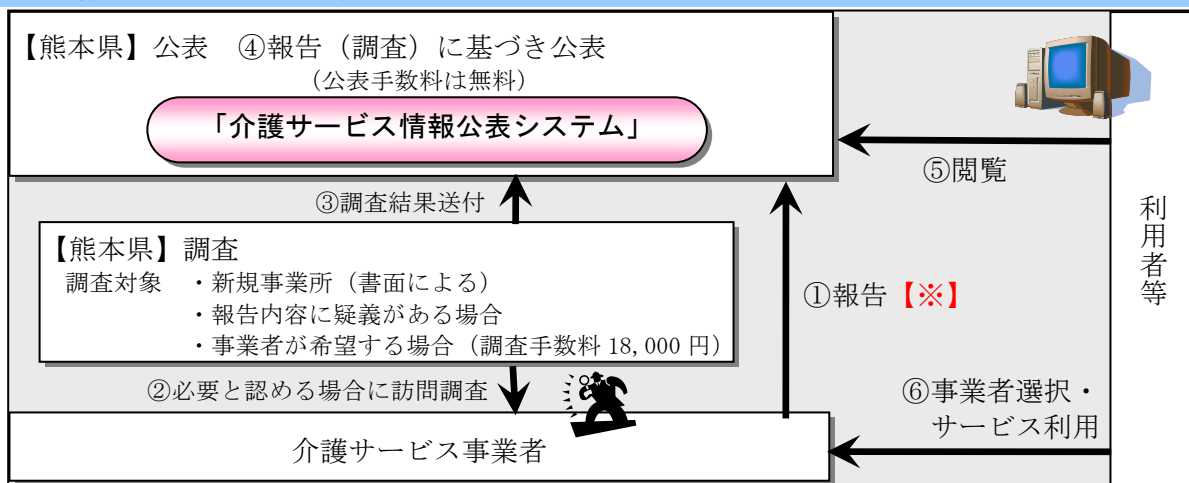 【熊本県】公表　④報告（調査）に基づき公表
（公表手数料は無料）
「介護サービス情報公表システム」
⑤閲覧
③調査結果送付
【熊本県】調査
調査対象　・新規事業所（書面による）
・報告内容に疑義がある場合
・事業者が希望する場合（調査手数料 18,000 円）
①報告【※】
利用者等
②必要と認める場合に訪問調査
⑥事業者選択・
サービス利用
介護サービス事業者